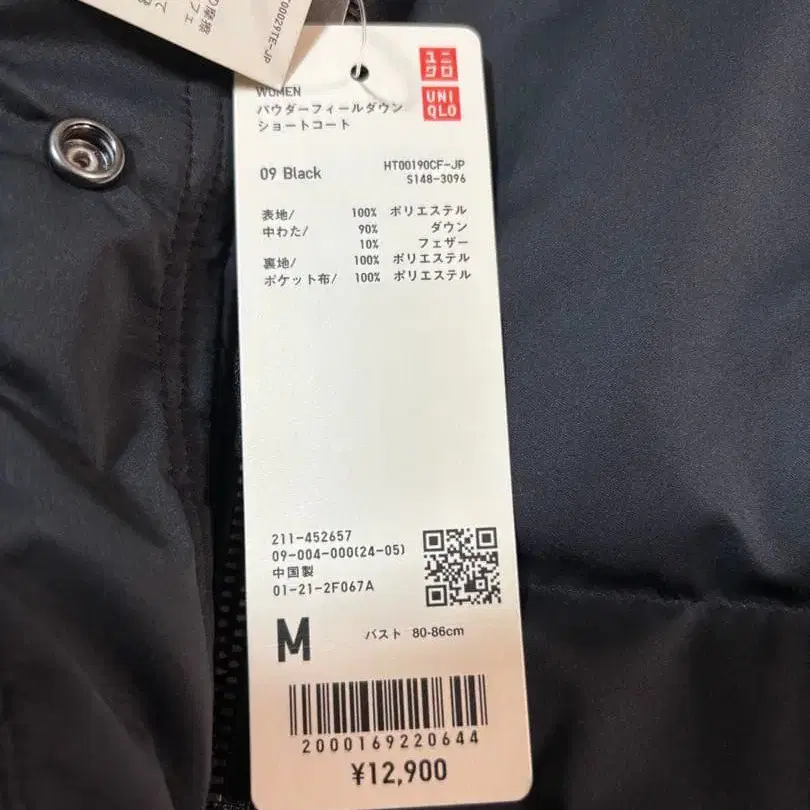 T00029TE-JP
ユニ
クロ
UNI
QLO
WOMEN
パウダーフィールダウン
ショートコート
09 Black
HT00190CF-JP
S148-3096
表地/ 100% ポリエステル
中わた/ 90% ダウン
10% フェザー
裏地/ 100% ポリエステル
ポケット布/ 100% ポリエステル
211-452657
09-004-000(24-05)
中国製
01-21-2F067A
M バスト 80-86cm
2000169220644
¥12,900